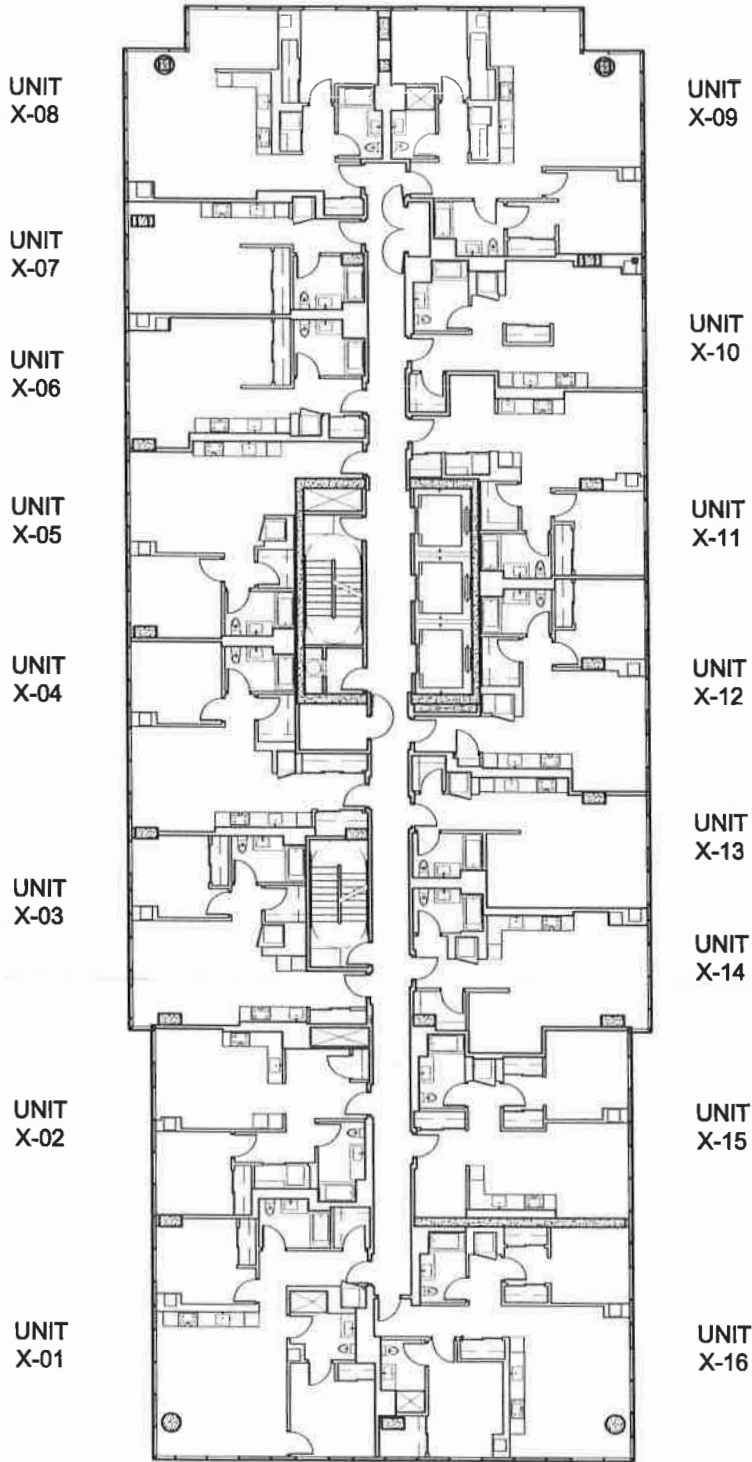 UNIT
X-08
UNIT
X-09
UNIT
X-07
UNIT
X-10
UNIT
X-06
UNIT
X-05
UNIT
X-11
UNIT
X-04
UNIT
X-12
UNIT
X-13
UNIT
X-03
UNIT
X-14
UNIT
X-02
UNIT
X-15
UNIT
X-01
UNIT
X-16